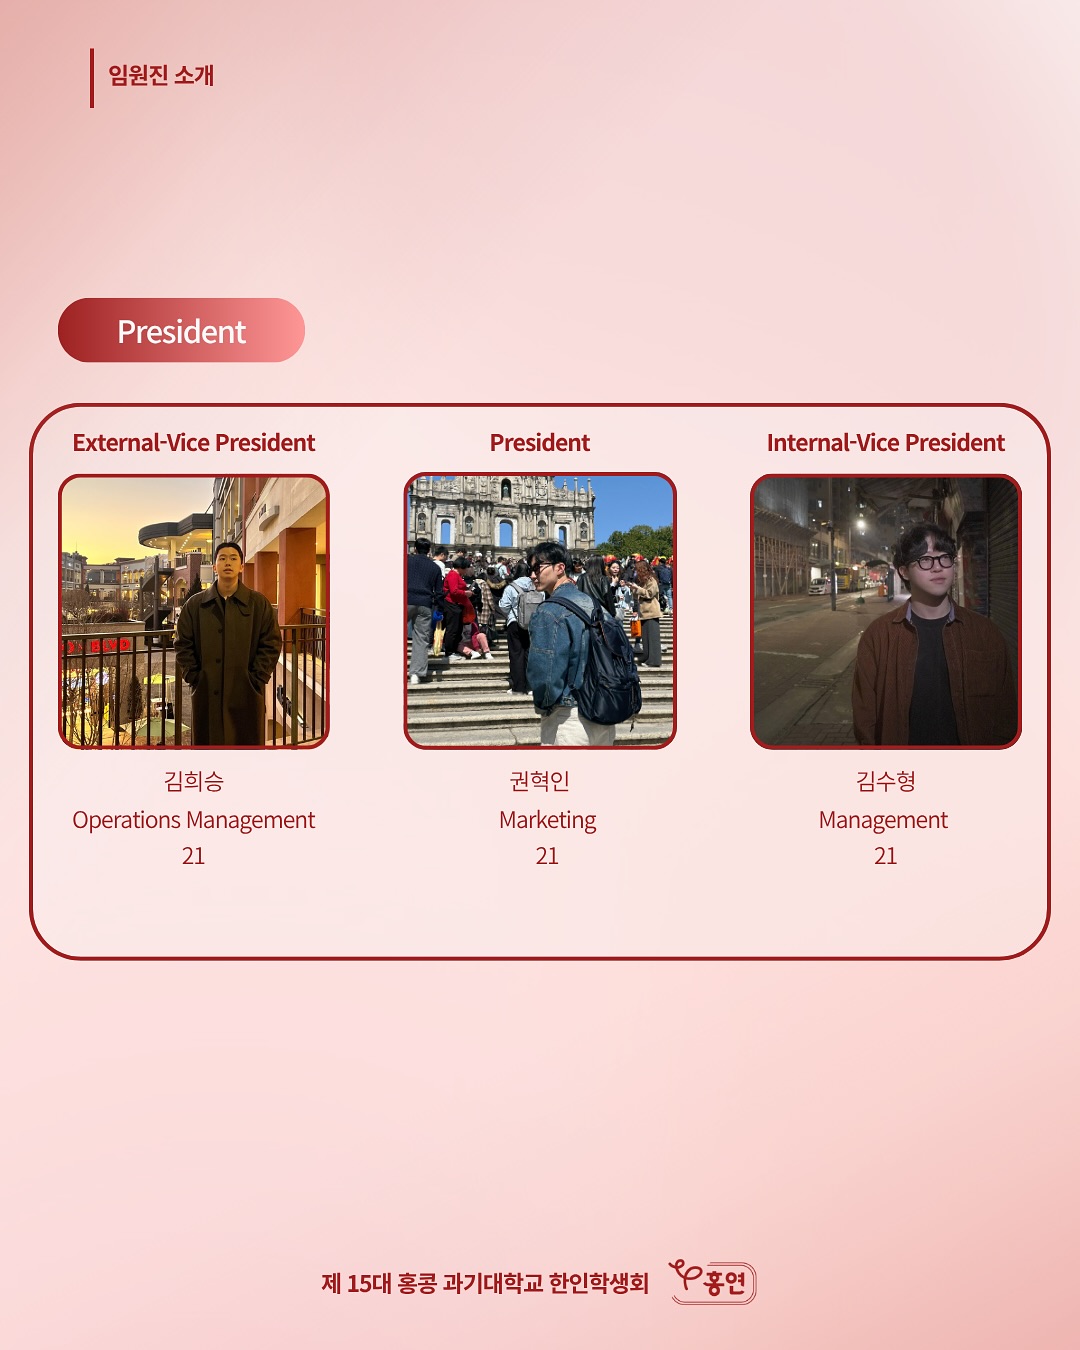 임원진 소개
President
External-Vice President
President
Internal-Vice President
김희승
권혁인
김수형
Operations Management
Marketing
Management
21
21
21
제 15대 홍콩 과기대학교 한인학생회
홍연